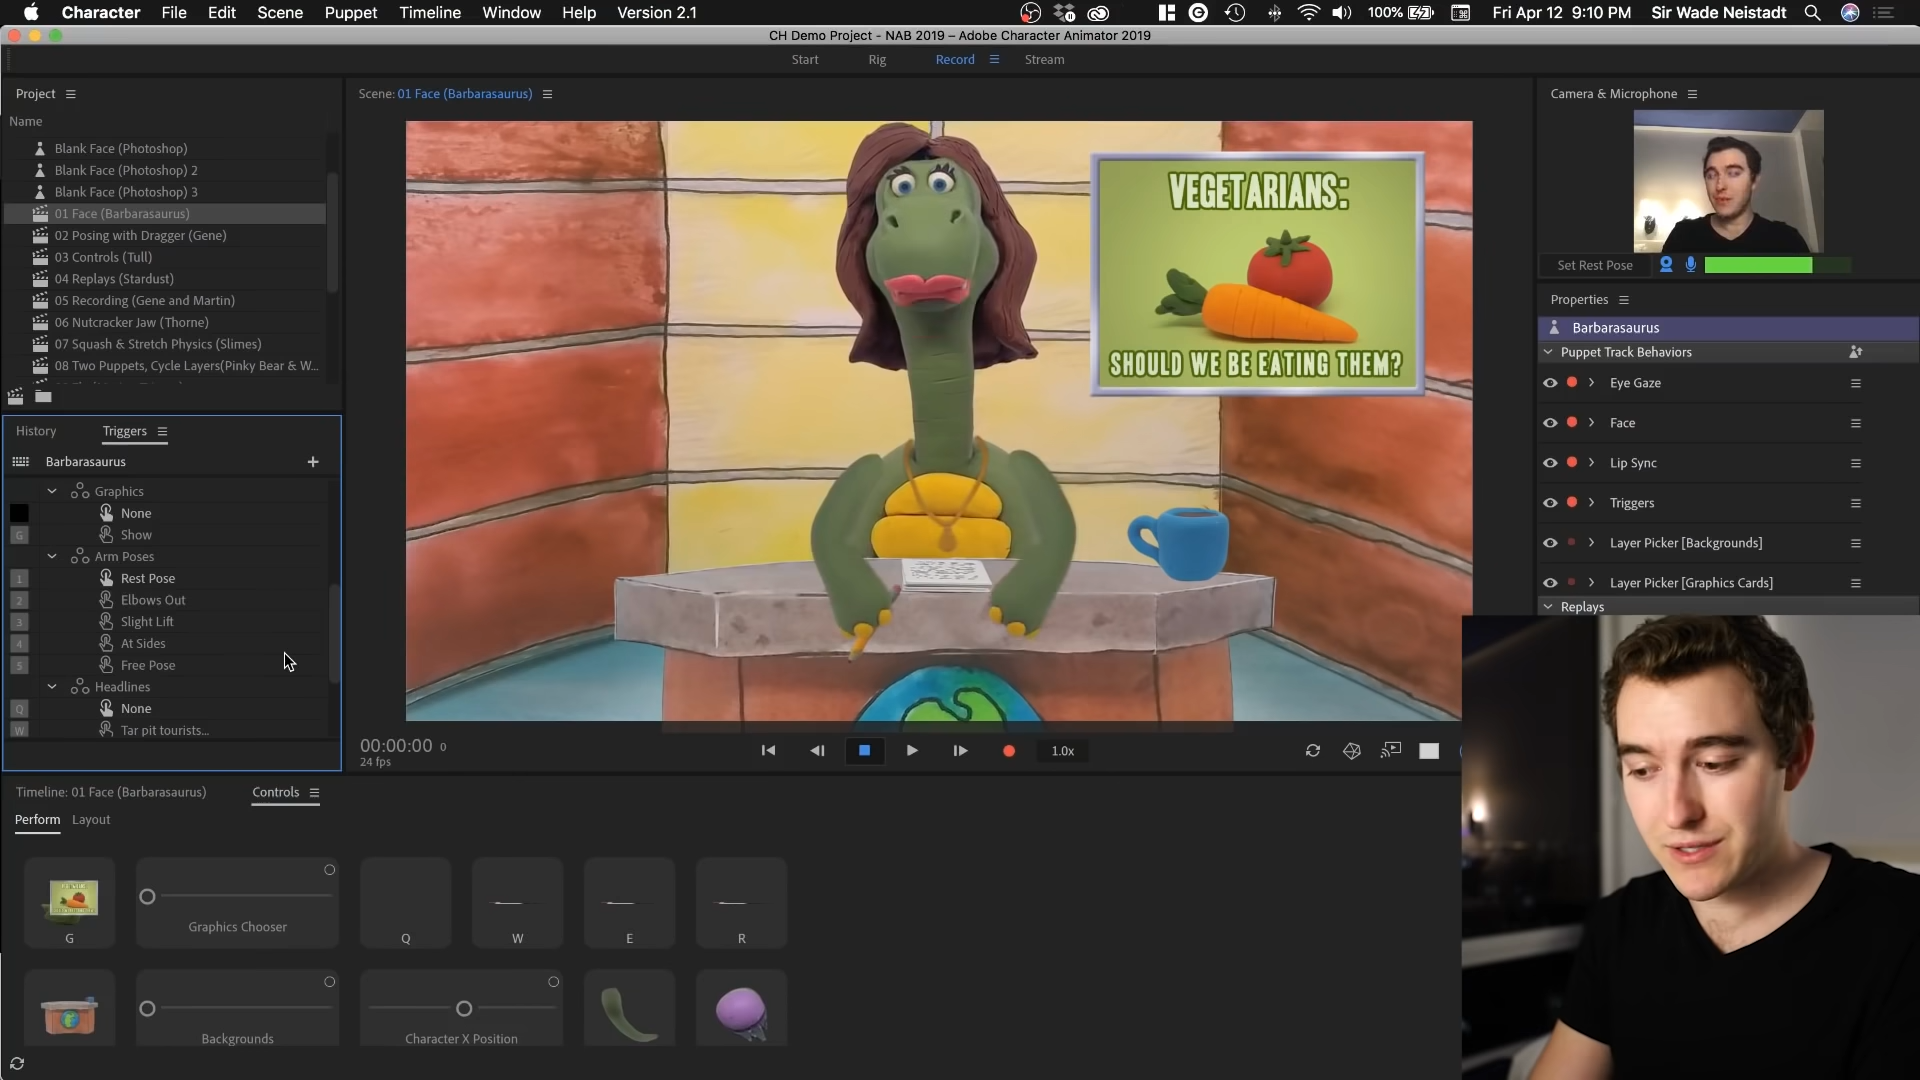 Character File Edit Scene Puppet Timeline Window Help Version 2.1 100% Fri Apr 12 9:10 PM Sir Wade Neistadt
CH Demo Project - NAB 2019 – Adobe Character Animator 2019
Start Rig Record Stream
Project
Name
Blank Face (Photoshop)
Blank Face (Photoshop) 2
Blank Face (Photoshop) 3
01 Face (Barbarasaurus)
02 Posing with Dragger (Gene)
03 Controls (Tull)
04 Replays (Stardust)
05 Recording (Gene and Martin)
06 Nutcracker Jaw (Thorne)
07 Squash & Stretch Physics (Slimes)
08 Two Puppets, Cycle Layers(Pinky Bear & W...
History Triggers
Barbarasaurus
Graphics
None
G Show
Arm Poses
1 Rest Pose
2 Elbows Out
3 Slight Lift
4 At Sides
5 Free Pose
Headlines
Q None
W Tar pit tourists...
Scene: 01 Face (Barbarasaurus)
VEGETARIANS:
SHOULD WE BE EATING THEM?
00:00:00 0
24 fps
1.0x
Camera & Microphone
Set Rest Pose
Properties
Barbarasaurus
Puppet Track Behaviors
Eye Gaze
Face
Lip Sync
Triggers
Layer Picker [Backgrounds]
Layer Picker [Graphics Cards]
Replays
Timeline: 01 Face (Barbarasaurus) Controls
Perform Layout
G
Graphics Chooser
Q
W
E
R
Backgrounds
Character X Position